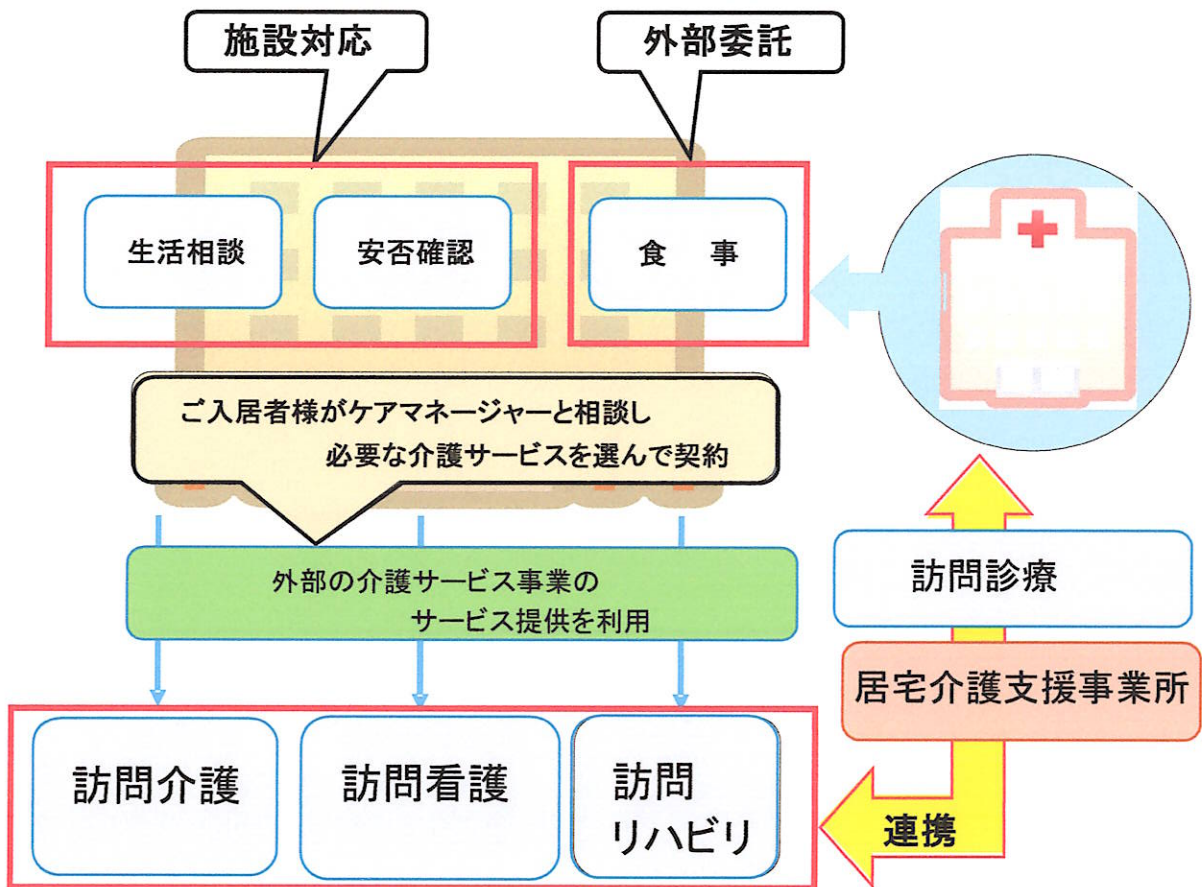 施設対応
外部委託
生活相談
安否確認
食 事
ご入居者様がケアマネージャーと相談し
必要な介護サービスを選んで契約
外部の介護サービス事業の
サービス提供を利用
訪問診療
居宅介護支援事業所
訪問介護
訪問看護
訪問
リハビリ
連携